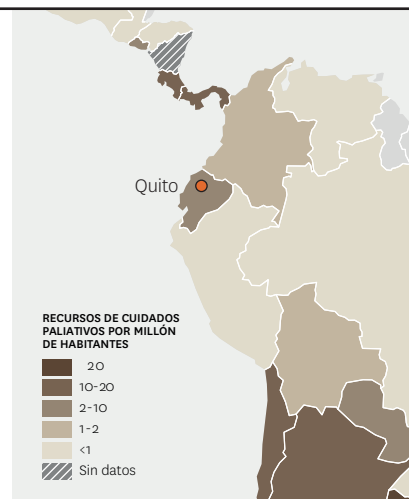 Quito
RECURSOS DE CUIDADOS
PALIATIVOS POR MILLÓN
DE HABITANTES
20
10-20
2-10
1-2
<1
Sin datos